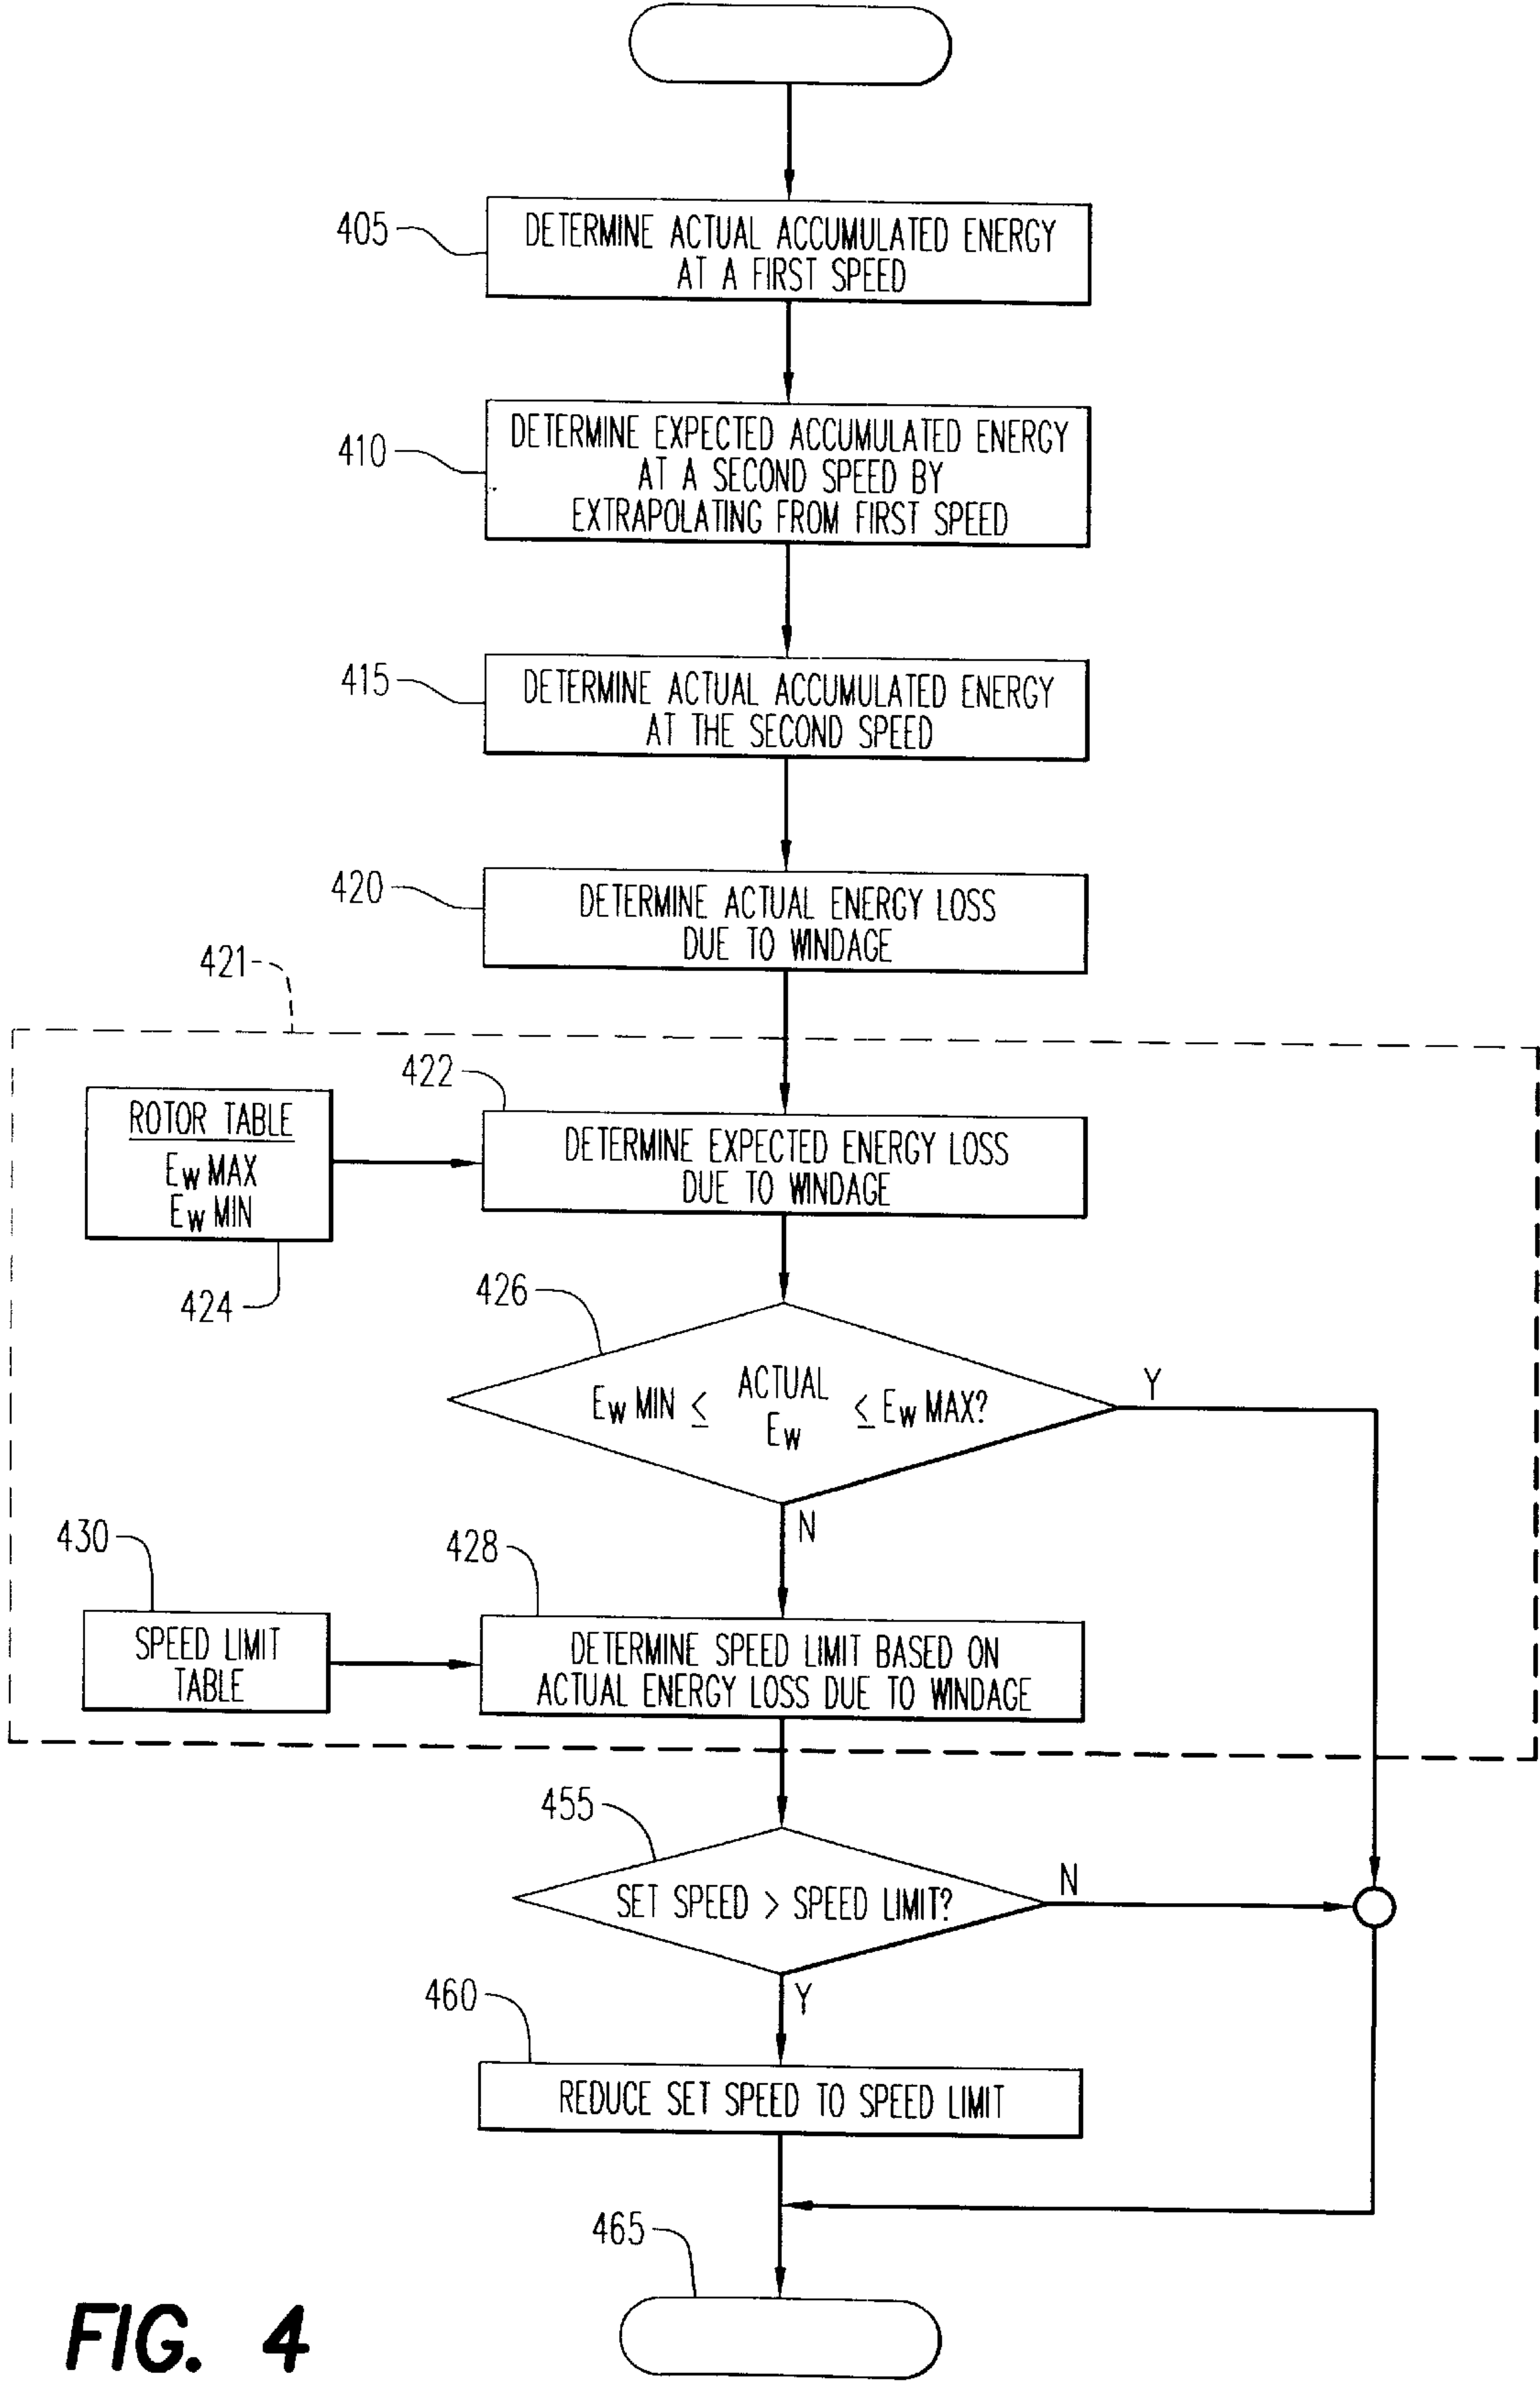 405
DETERMINE ACTUAL ACCUMULATED ENERGY
AT A FIRST SPEED
410
DETERMINE EXPECTED ACCUMULATED ENERGY
AT A SECOND SPEED BY
EXTRAPOLATING FROM FIRST SPEED
415
DETERMINE ACTUAL ACCUMULATED ENERGY
AT THE SECOND SPEED
420
DETERMINE ACTUAL ENERGY LOSS
DUE TO WINDAGE
421
422
ROTOR TABLE
EW MAX
EW MIN
424
DETERMINE EXPECTED ENERGY LOSS
DUE TO WINDAGE
426
EW MIN ≤ ACTUAL EW ≤ EW MAX?
Y
N
430
SPEED LIMIT
TABLE
428
DETERMINE SPEED LIMIT BASED ON
ACTUAL ENERGY LOSS DUE TO WINDAGE
455
SET SPEED > SPEED LIMIT?
N
Y
460
REDUCE SET SPEED TO SPEED LIMIT
465
FIG. 4